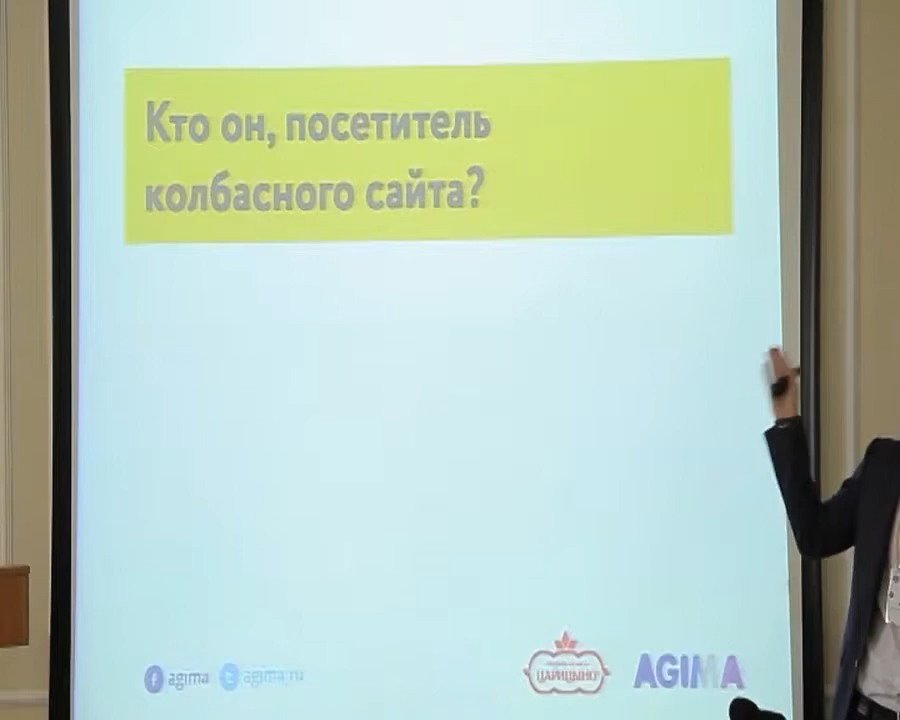 Кто он, посетитель
колбасного сайта?
agima agima.ru
ЦАРИЦЫНО
AGIMA